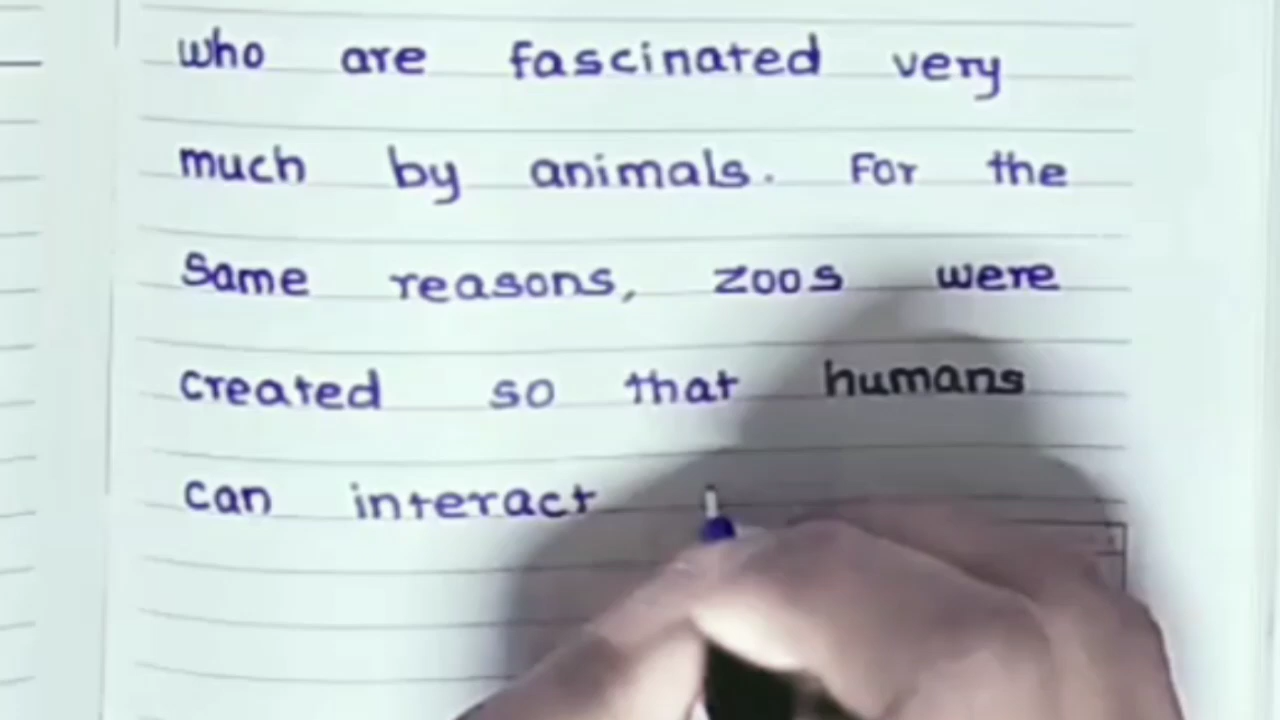 who are fascinated very
much by animals. For the
Same reasons, zoos were
created so that humans
can interact